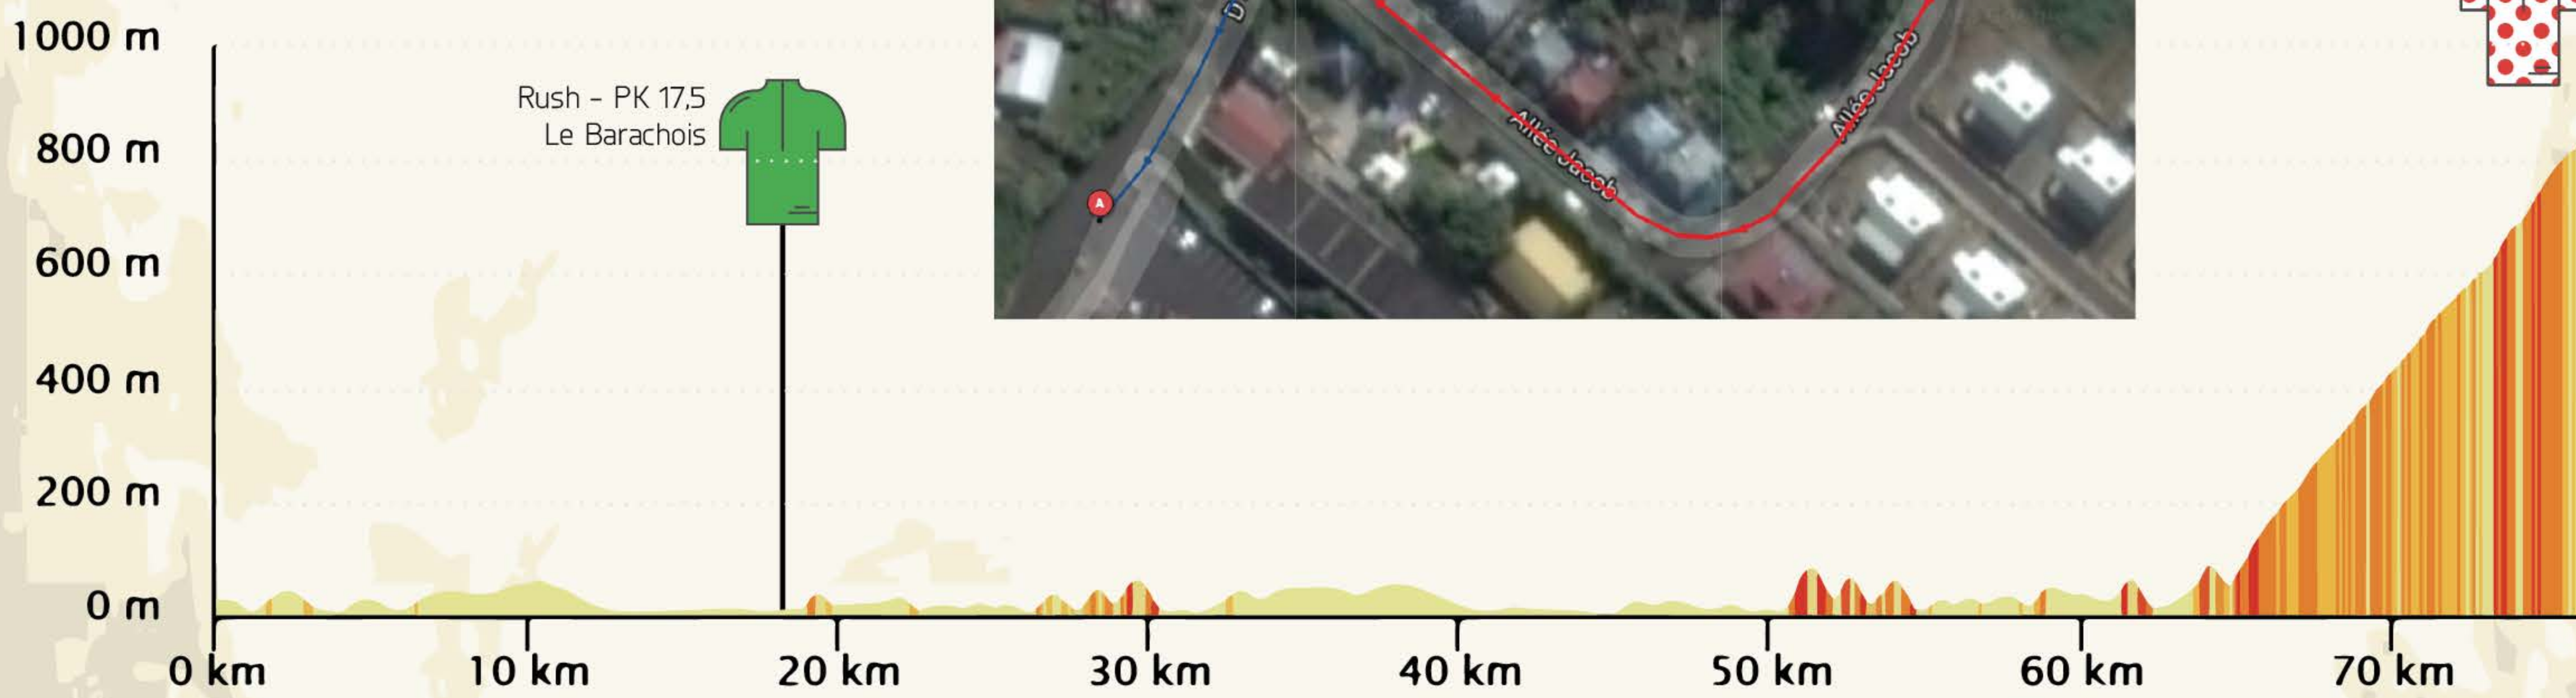 1000 m
Rush - PK 17,5
Le Barachois
800 m
600 m
400 m
200 m
0 m
A
D
Allée Jacob
Allée Jacob
0 km
10 km
20 km
30 km
40 km
50 km
60 km
70 km